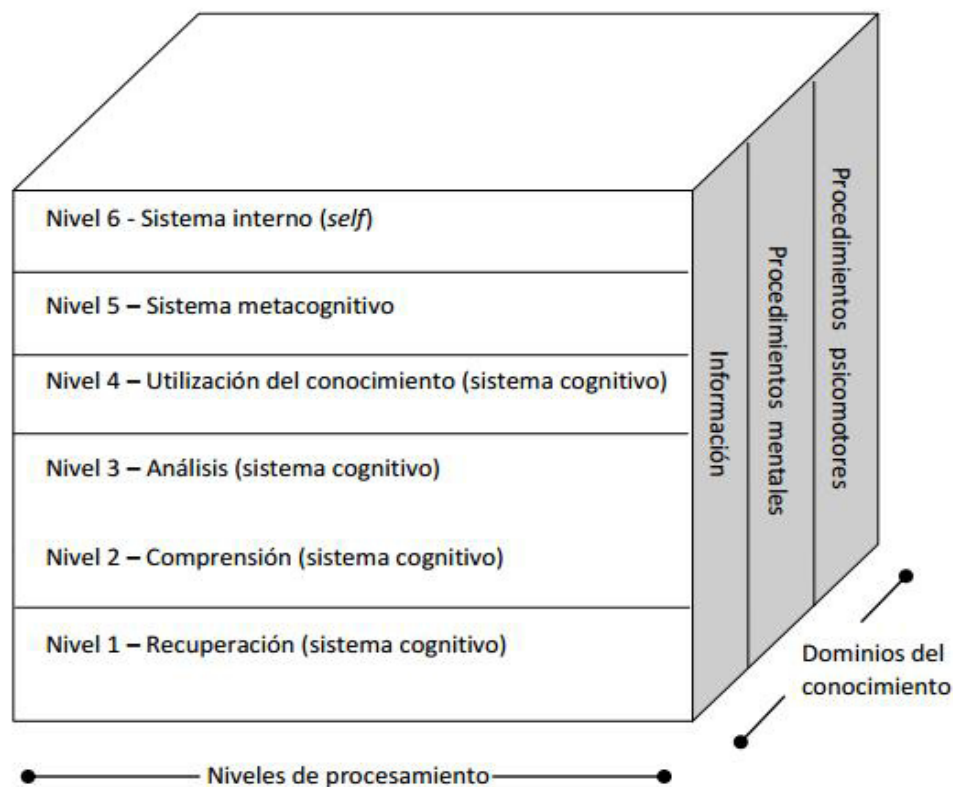 Nivel 6 - Sistema interno (self)
Nivel 5 – Sistema metacognitivo
Nivel 4 – Utilización del conocimiento (sistema cognitivo)
Nivel 3 – Análisis (sistema cognitivo)
Nivel 2 – Comprensión (sistema cognitivo)
Nivel 1 – Recuperación (sistema cognitivo)
Información
Procedimientos mentales
Procedimientos psicomotores
Dominios del
conocimiento
Niveles de procesamiento